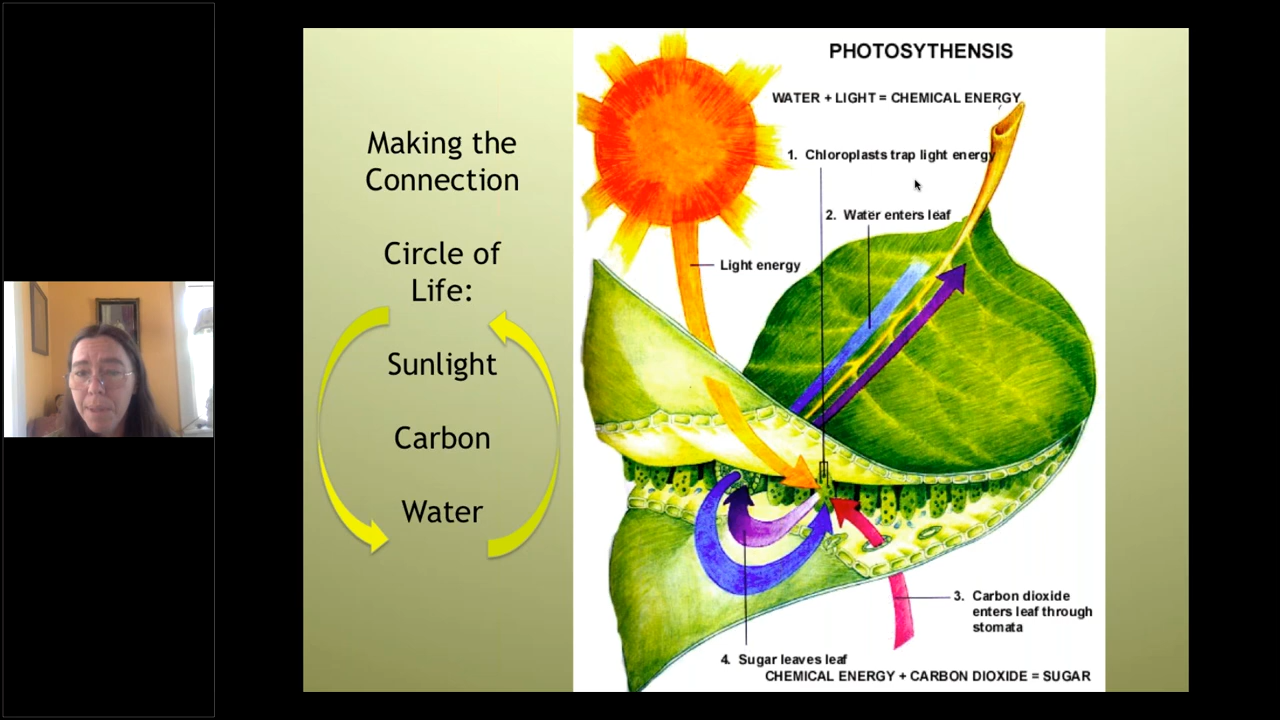 Making the
Connection
Circle of
Life:
Sunlight
Carbon
Water
PHOTOSYTHENSIS
WATER + LIGHT = CHEMICAL ENERGY
1. Chloroplasts trap light energy
2. Water enters leaf
Light energy
3. Carbon dioxide
enters leaf through
stomata
4. Sugar leaves leaf
CHEMICAL ENERGY + CARBON DIOXIDE = SUGAR